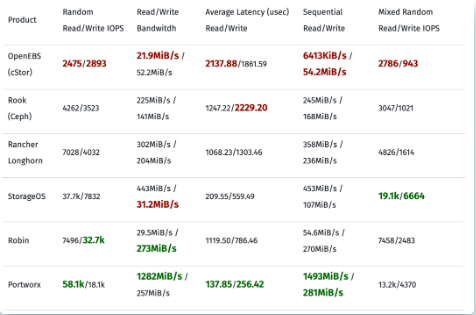 Product Random Read/Write IOPS Read/Write Bandwitdh Average Latency (usec) Read/Write Sequential Read/Write Mixed Random Read/Write IOPS
OpenEBS (cStor) 2475/2893 21.9MiB/s / 52.2MiB/s 2137.88/1861.59 6413KiB/s / 54.2MiB/s 2786/943
Rook (Ceph) 4262/3523 225MiB/s / 141MiB/s 1247.22/2229.20 245MiB/s / 168MiB/s 3047/1021
Rancher Longhorn 7028/4032 302MiB/s / 204MiB/s 1068.23/1303.46 358MiB/s / 236MiB/s 4826/1614
StorageOS 37.7k/7832 443MiB/s / 31.2MiB/s 209.55/559.49 453MiB/s / 107MiB/s 19.1k/6664
Robin 7496/32.7k 29.5MiB/s / 273MiB/s 1119.50/786.46 54.6MiB/s / 270MiB/s 7458/2483
Portworx 58.1k/18.1k 1282MiB/s / 257MiB/s 137.85/256.42 1493MiB/s / 281MiB/s 13.2k/4370